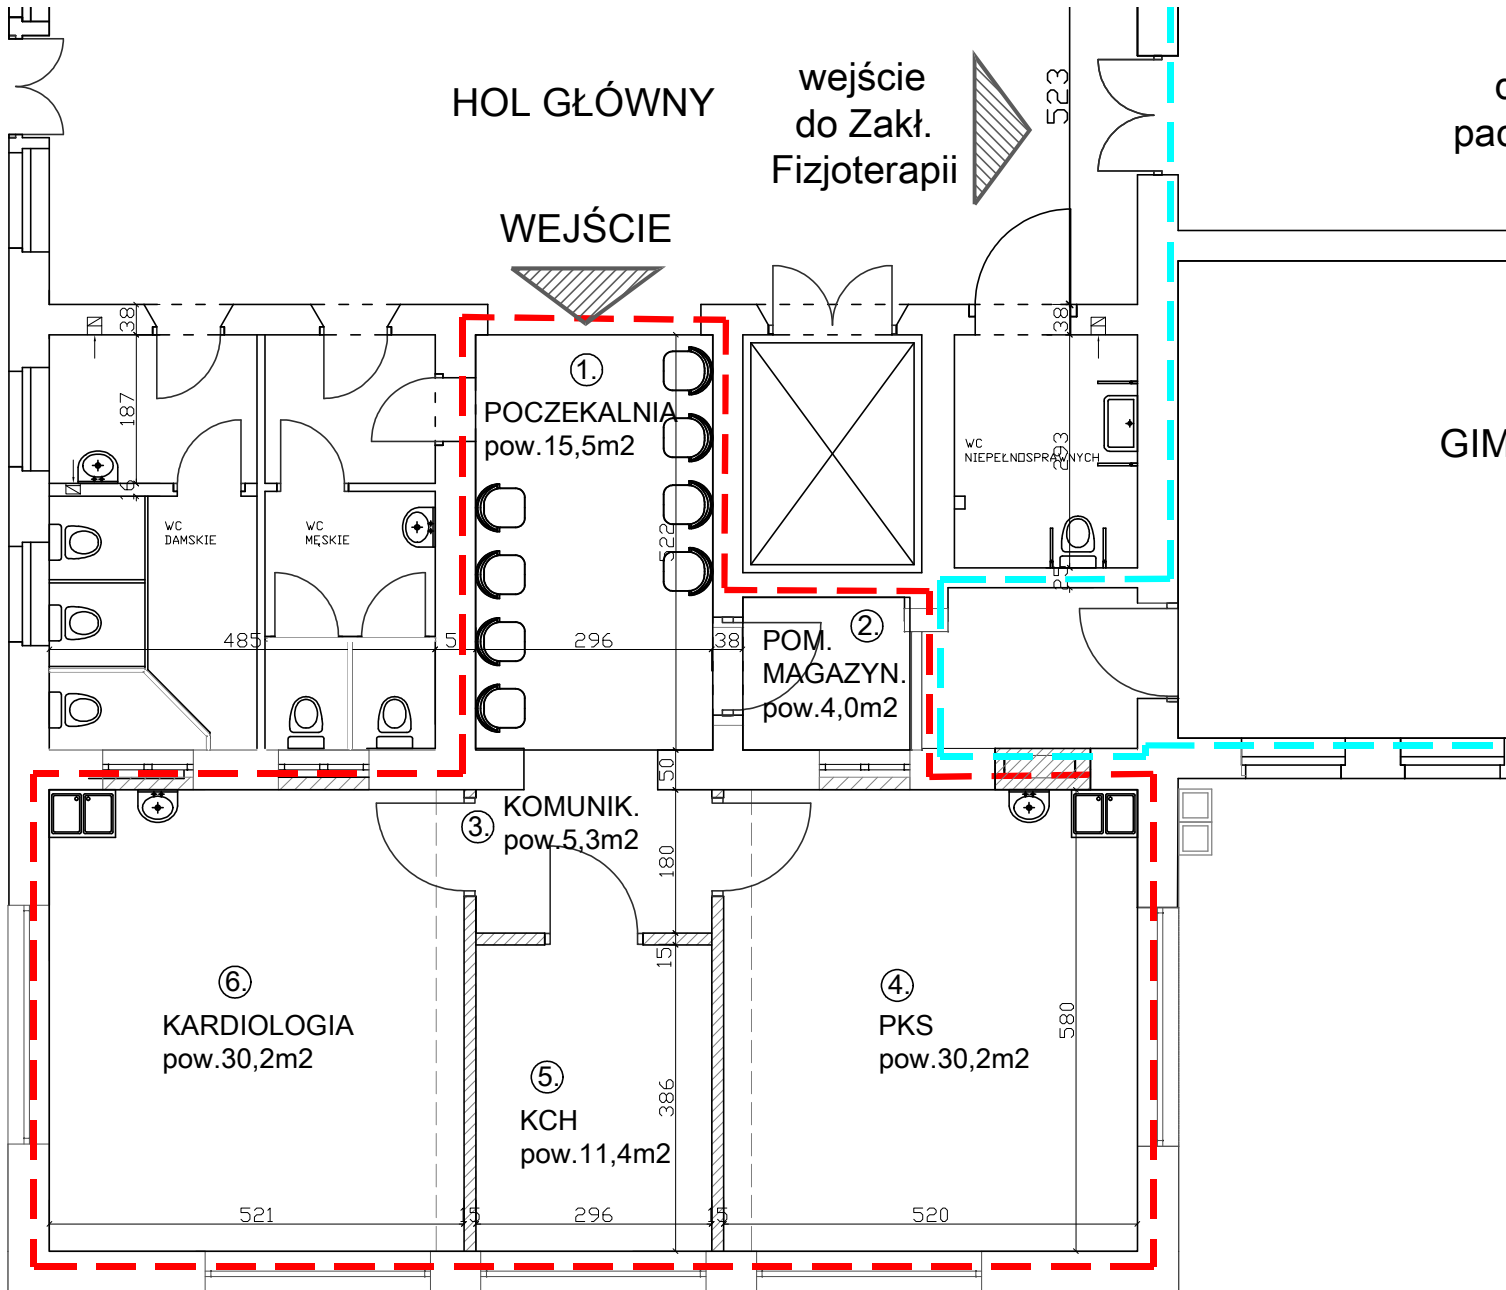 HOL GŁÓWNY
wejście
do Zakł.
Fizjoterapii
523
WEJŚCIE
38
38
187
16
1.
POCZEKALNIA
pow.15,5m2
WC
DAMSKIE
WC
MĘSKIE
522
WC
NIEPEŁNOSPRAWNYCH
293
25
GIM
485
5
296
38
2.
POM.
MAGAZYN.
pow.4,0m2
50
3.
KOMUNIK.
pow.5,3m2
180
15
6.
KARDIOLOGIA
pow.30,2m2
4.
PKS
pow.30,2m2
580
5.
KCH
pow.11,4m2
386
521
15
296
15
520